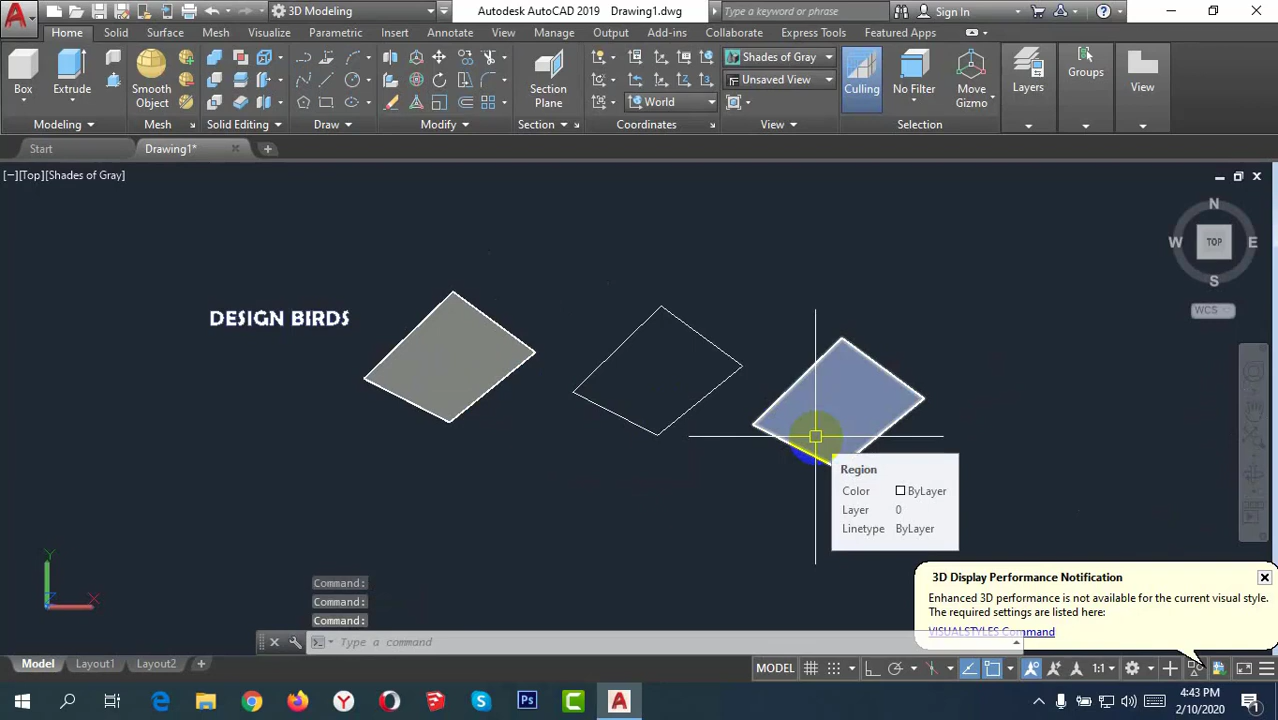 Autodesk AutoCAD 2019 Drawing1.dwg
3D Modeling
Type a keyword or phrase
Sign In
Home Solid Surface Mesh Visualize Parametric Insert Annotate View Manage Output Add-ins Collaborate Express Tools Featured Apps
Box Extrude Smooth Object Section Plane Shades of Gray Unsaved View World Culling No Filter Move Gizmo Layers Groups View
Modeling Mesh Solid Editing Draw Modify Section Coordinates View Selection
Start Drawing1*
[−][Top][Shades of Gray]
N
W TOP E
S
WCS
DESIGN BIRDS
Region
Color ByLayer
Layer 0
Linetype ByLayer
Y
X
Command:
Command:
Command:
Type a command
3D Display Performance Notification
Enhanced 3D performance is not available for the current visual style.
The required settings are listed here:
VISUALSTYLES Command
Model Layout1 Layout2
MODEL 1:1
4:43 PM
2/10/2020